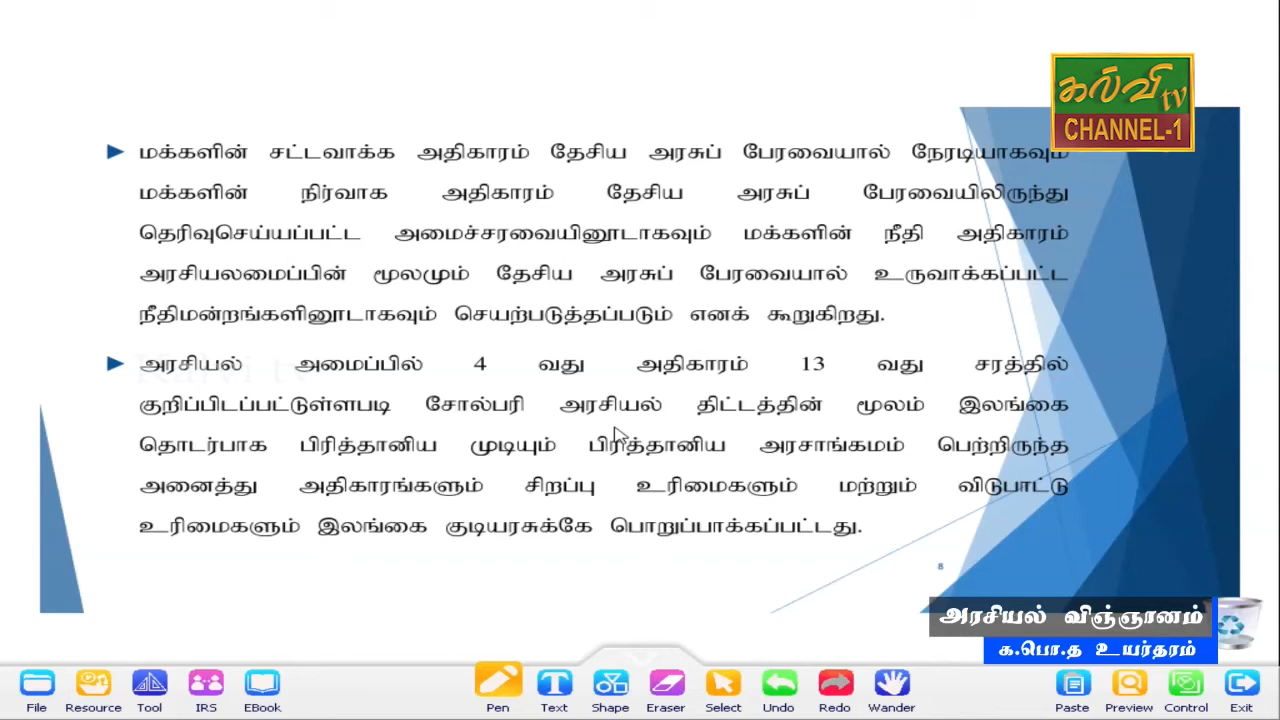 கல்வி tv
CHANNEL-1
மக்களின் சட்டவாக்க அதிகாரம் தேசிய அரசுப் பேரவையால் நேரடியாகவும்
மக்களின் நிர்வாக அதிகாரம் தேசிய அரசுப் பேரவையிலிருந்து
தெரிவுசெய்யப்பட்ட அமைச்சரவையினூடாகவும் மக்களின் நீதி அதிகாரம்
அரசியலமைப்பின் மூலமும் தேசிய அரசுப் பேரவையால் உருவாக்கப்பட்ட
நீதிமன்றங்களினூடாகவும் செயற்படுத்தப்படும் எனக் கூறுகிறது.
அரசியல் அமைப்பில் 4 வது அதிகாரம் 13 வது சரத்தில்
குறிப்பிடப்பட்டுள்ளபடி சோல்பரி அரசியல் திட்டத்தின் மூலம் இலங்கை
தொடர்பாக பிரித்தானிய முடியும் பிரித்தானிய அரசாங்கமம் பெற்றிருந்த
அனைத்து அதிகாரங்களும் சிறப்பு உரிமைகளும் மற்றும் விடுபாட்டு
உரிமைகளும் இலங்கை குடியரசுக்கே பொறுப்பாக்கப்பட்டது.
8
அரசியல் விஞ்ஞானம்
க.பொ.த உயர்தரம்
File Resource Tool IRS EBook Pen Text Shape Eraser Select Undo Redo Wander Paste Preview Control Exit